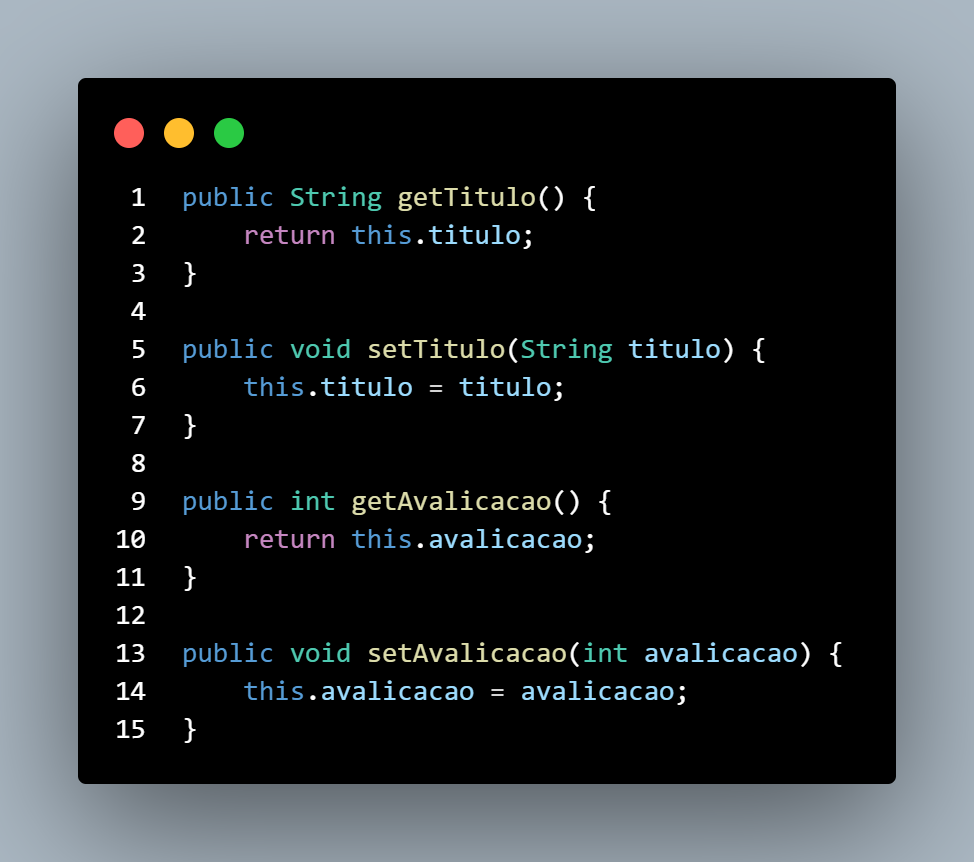 1 public String getTitulo() {
2     return this.titulo;
3 }
4
5 public void setTitulo(String titulo) {
6     this.titulo = titulo;
7 }
8
9 public int getAvalicacao() {
10     return this.avalicacao;
11 }
12
13 public void setAvalicacao(int avalicacao) {
14     this.avalicacao = avalicacao;
15 }